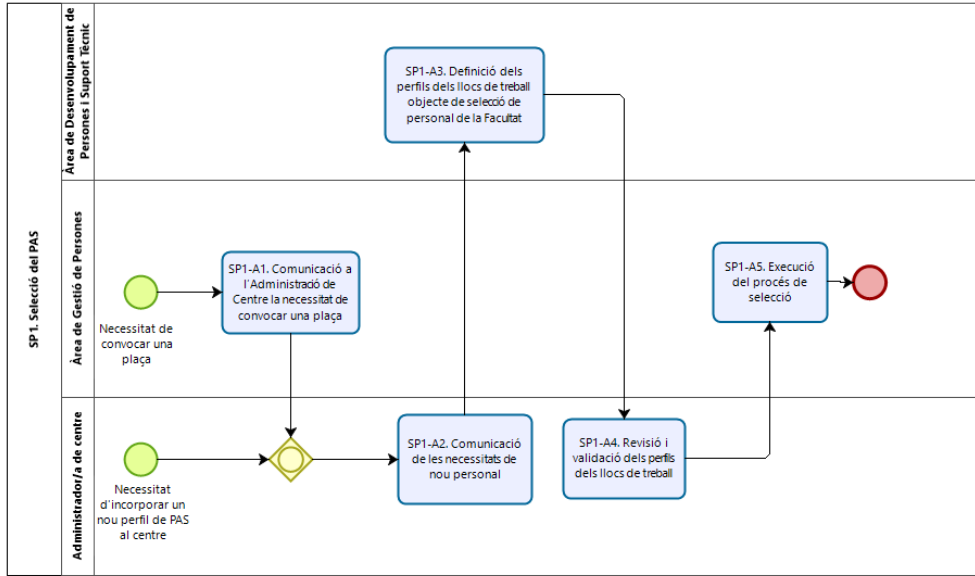 SP1. Selecció del PAS
Àrea de Desenvolupament de
Persones i Suport Tècnic
SP1-A3. Definició dels
perfils dels llocs de treball
objecte de selecció de
personal de la Facultat
Àrea de Gestió de Persones
Necessitat de
convocar una
plaça
SP1-A1. Comunicació a
l'Administració de
Centre la necessitat de
convocar una plaça
SP1-A5. Execució
del procés de
selecció
Administrador/a de centre
Necessitat
d'incorporar un
nou perfil de PAS
al centre
SP1-A2. Comunicació
de les necessitats de
nou personal
SP1-A4. Revisió i
validació dels perfils
dels llocs de treball